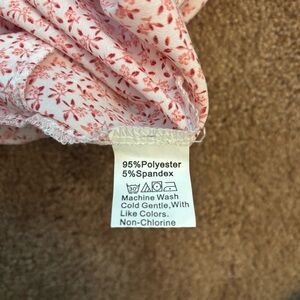 95%Polyester
5%Spandex
Machine Wash
Cold Gentle,With
Like Colors.
Non-Chlorine